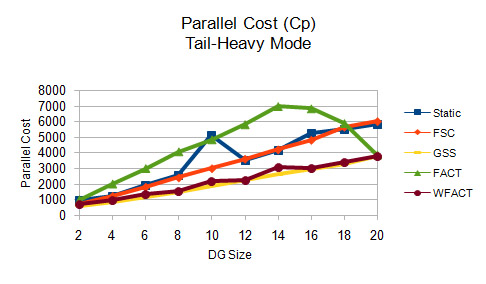 Parallel Cost (Cp)
Tail-Heavy Mode
8000
7000
6000
5000
4000
3000
2000
1000
0
Parallel Cost
2 4 6 8 10 12 14 16 18 20
DG Size
Static
FSC
GSS
FACT
WFACT